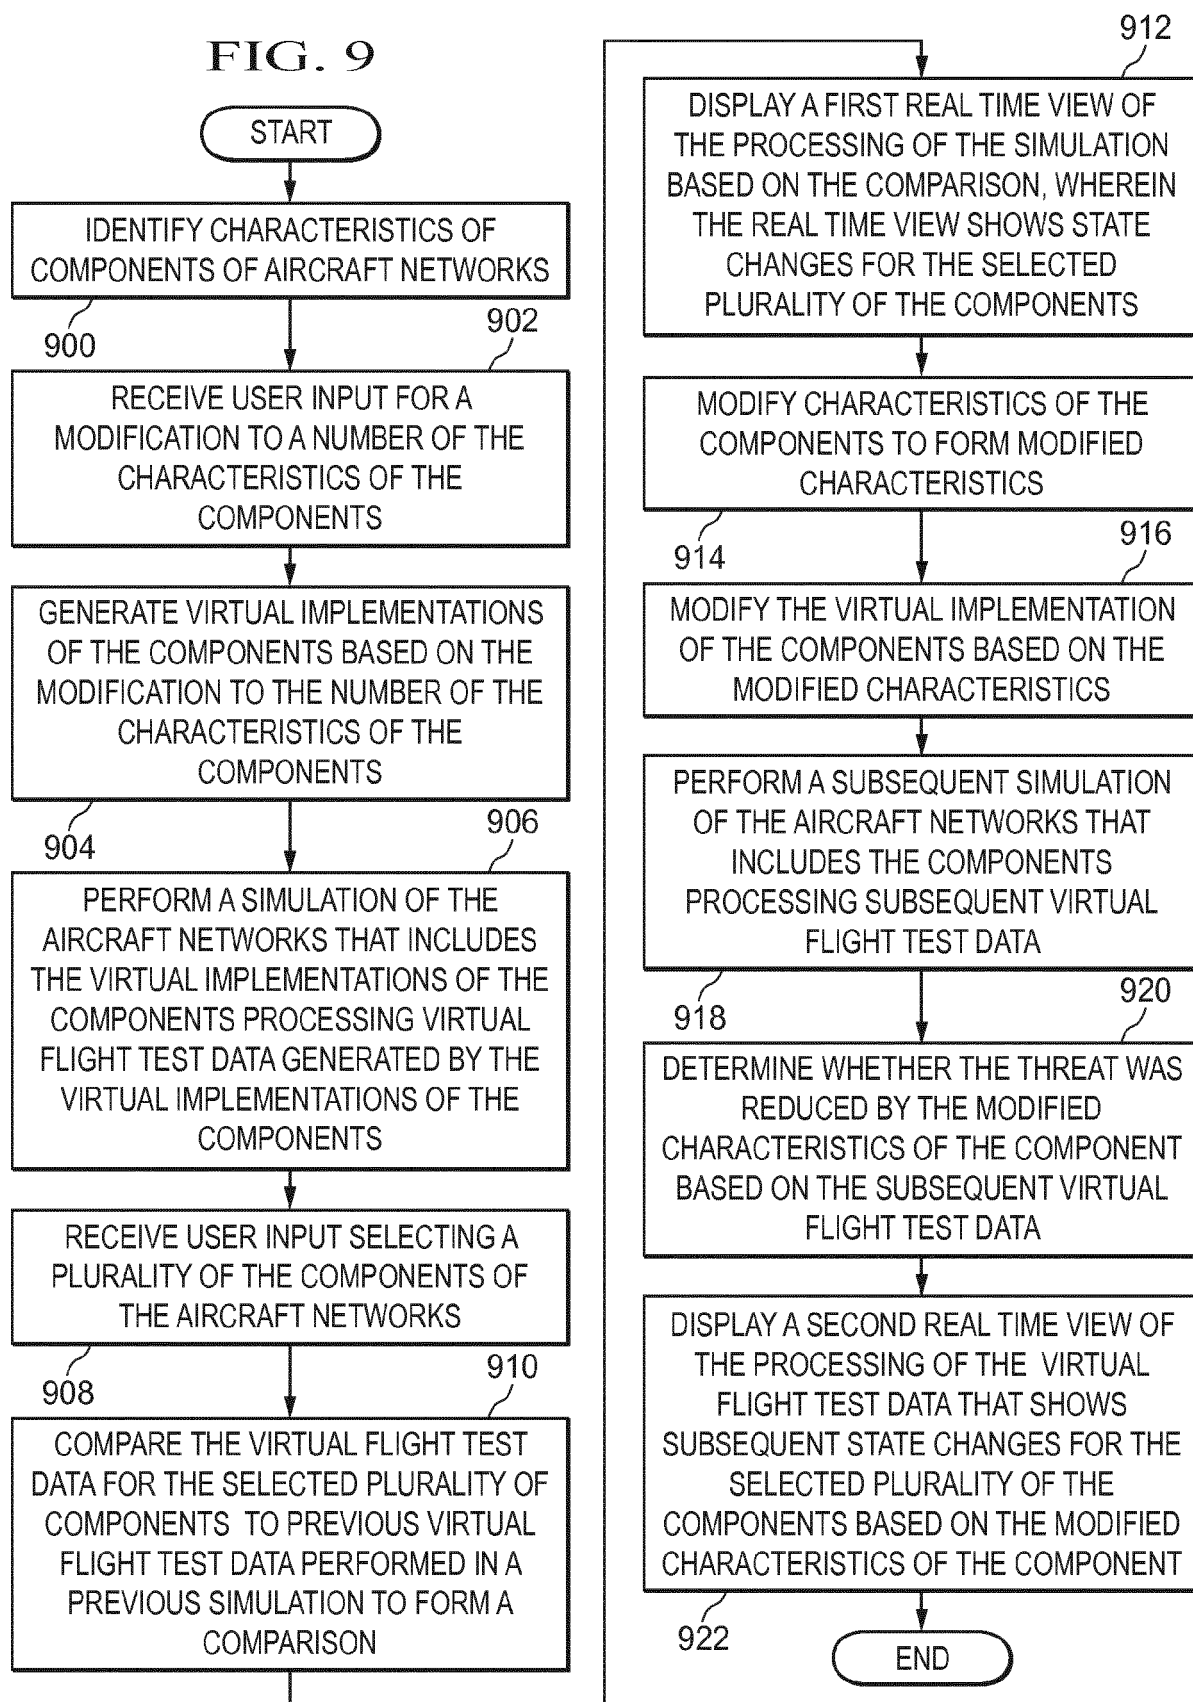 FIG. 9
START
IDENTIFY CHARACTERISTICS OF
COMPONENTS OF AIRCRAFT NETWORKS
900
902
RECEIVE USER INPUT FOR A
MODIFICATION TO A NUMBER OF THE
CHARACTERISTICS OF THE
COMPONENTS
GENERATE VIRTUAL IMPLEMENTATIONS
OF THE COMPONENTS BASED ON THE
MODIFICATION TO THE NUMBER OF THE
CHARACTERISTICS OF THE
COMPONENTS
904
906
PERFORM A SIMULATION OF THE
AIRCRAFT NETWORKS THAT INCLUDES
THE VIRTUAL IMPLEMENTATIONS OF THE
COMPONENTS PROCESSING VIRTUAL
FLIGHT TEST DATA GENERATED BY THE
VIRTUAL IMPLEMENTATIONS OF THE
COMPONENTS
RECEIVE USER INPUT SELECTING A
PLURALITY OF THE COMPONENTS OF
THE AIRCRAFT NETWORKS
908
910
COMPARE THE VIRTUAL FLIGHT TEST
DATA FOR THE SELECTED PLURALITY OF
COMPONENTS TO PREVIOUS VIRTUAL
FLIGHT TEST DATA PERFORMED IN A
PREVIOUS SIMULATION TO FORM A
COMPARISON
912
DISPLAY A FIRST REAL TIME VIEW OF
THE PROCESSING OF THE SIMULATION
BASED ON THE COMPARISON, WHEREIN
THE REAL TIME VIEW SHOWS STATE
CHANGES FOR THE SELECTED
PLURALITY OF THE COMPONENTS
MODIFY CHARACTERISTICS OF THE
COMPONENTS TO FORM MODIFIED
CHARACTERISTICS
914
916
MODIFY THE VIRTUAL IMPLEMENTATION
OF THE COMPONENTS BASED ON THE
MODIFIED CHARACTERISTICS
PERFORM A SUBSEQUENT SIMULATION
OF THE AIRCRAFT NETWORKS THAT
INCLUDES THE COMPONENTS
PROCESSING SUBSEQUENT VIRTUAL
FLIGHT TEST DATA
918
920
DETERMINE WHETHER THE THREAT WAS
REDUCED BY THE MODIFIED
CHARACTERISTICS OF THE COMPONENT
BASED ON THE SUBSEQUENT VIRTUAL
FLIGHT TEST DATA
DISPLAY A SECOND REAL TIME VIEW OF
THE PROCESSING OF THE VIRTUAL
FLIGHT TEST DATA THAT SHOWS
SUBSEQUENT STATE CHANGES FOR THE
SELECTED PLURALITY OF THE
COMPONENTS BASED ON THE MODIFIED
CHARACTERISTICS OF THE COMPONENT
922
END